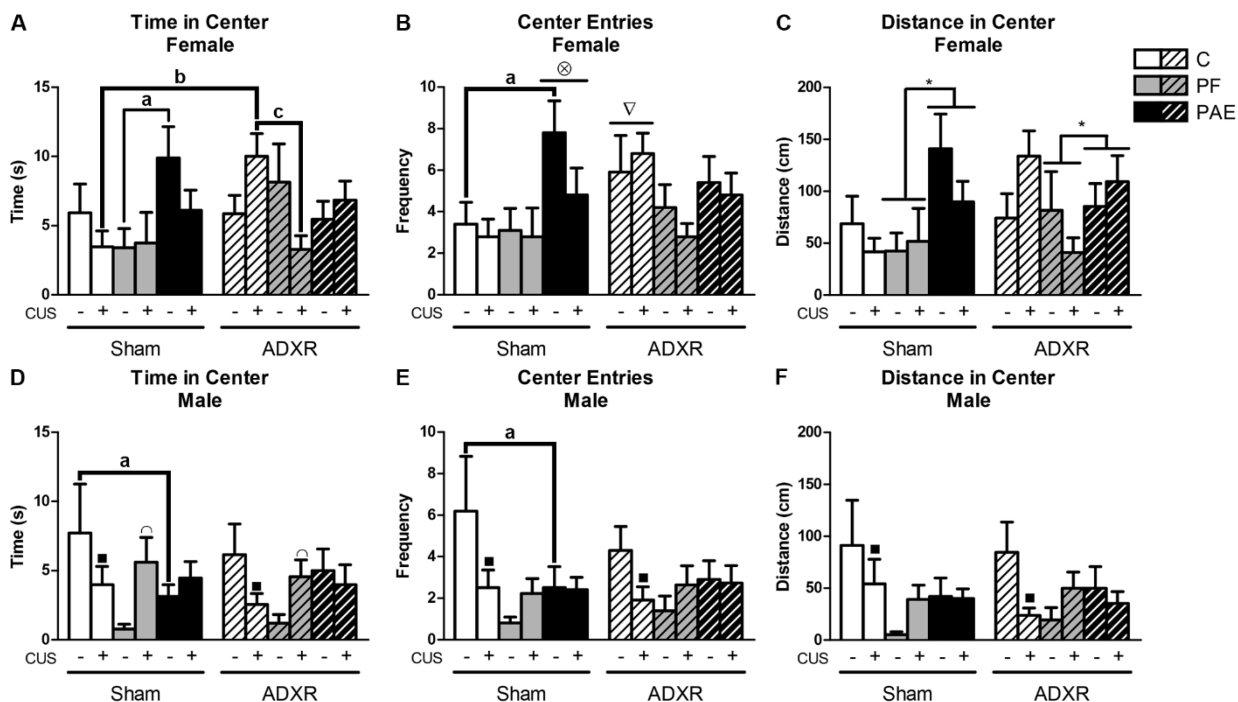 A Time in Center
Female
b
a
c
Time (s)
15
10
5
0
CUS - + - + - + - + - + - +
Sham ADXR
B Center Entries
Female
a
⊗
∇
Frequency
10
8
6
4
2
0
- + - + - + - + - + - +
Sham ADXR
C Distance in Center
Female
*
*
Distance (cm)
200
150
100
50
0
CUS - + - + - + - + - + - +
Sham ADXR
C
PF
PAE
D Time in Center
Male
a
■
∩
■
∩
Time (s)
15
10
5
0
CUS - + - + - + - + - + - +
Sham ADXR
E Center Entries
Male
a
■
■
Frequency
10
8
6
4
2
0
CUS - + - + - + - + - + - +
Sham ADXR
F Distance in Center
Male
■
■
Distance (cm)
200
150
100
50
0
CUS - + - + - + - + - + - +
Sham ADXR